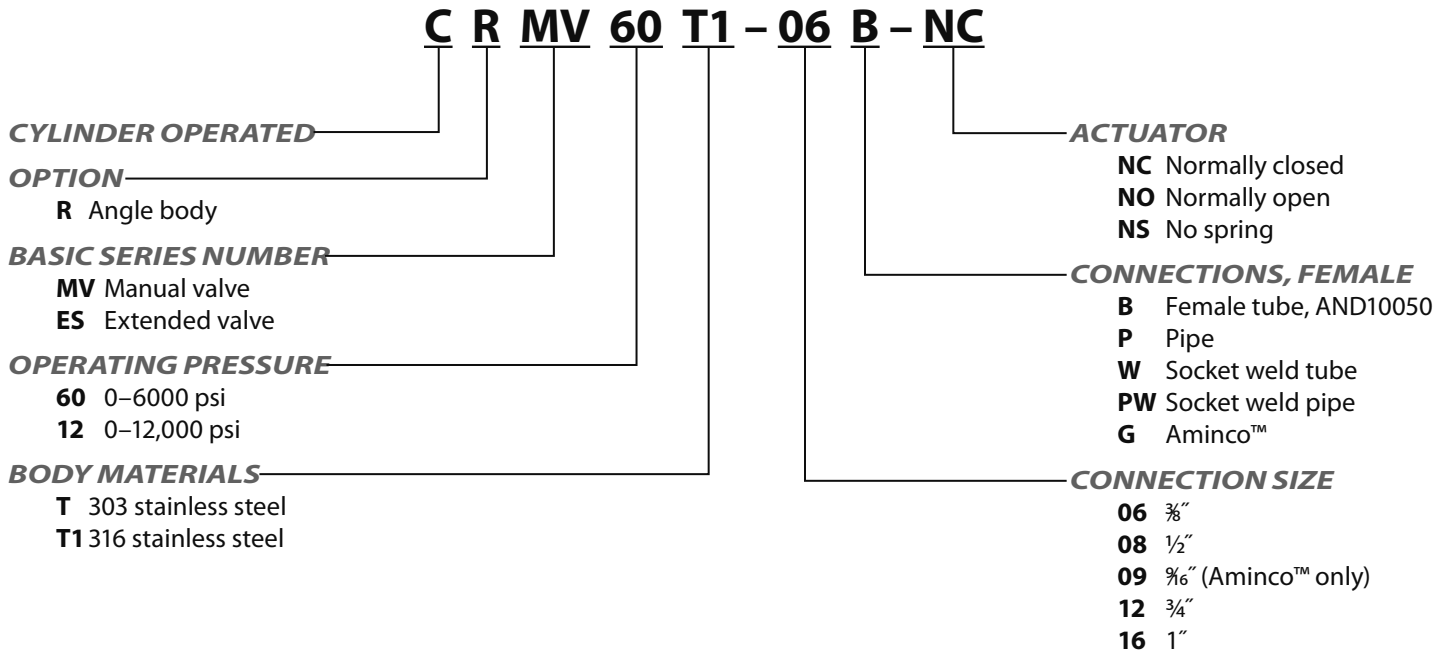 C R MV 60 T1 – 06 B – NC
CYLINDER OPERATED
OPTION
R Angle body
BASIC SERIES NUMBER
MV Manual valve
ES Extended valve
OPERATING PRESSURE
60 0–6000 psi
12 0–12,000 psi
BODY MATERIALS
T 303 stainless steel
T1 316 stainless steel
ACTUATOR
NC Normally closed
NO Normally open
NS No spring
CONNECTIONS, FEMALE
B Female tube, AND10050
P Pipe
W Socket weld tube
PW Socket weld pipe
G Aminco™
CONNECTION SIZE
06 ⅜˝
08 ½˝
09 9⁄16˝ (Aminco™ only)
12 ¾˝
16 1˝